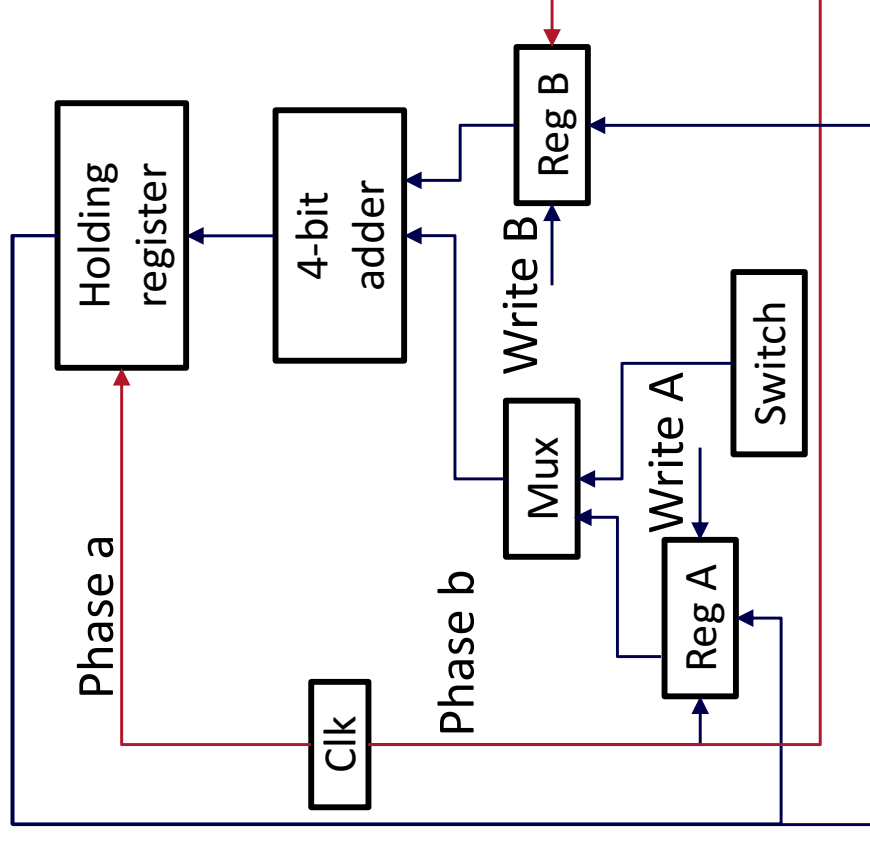 Holding
register
4-bit
adder
Reg B
Write B
Mux
Switch
Write A
Reg A
Phase a
Phase b
Clk